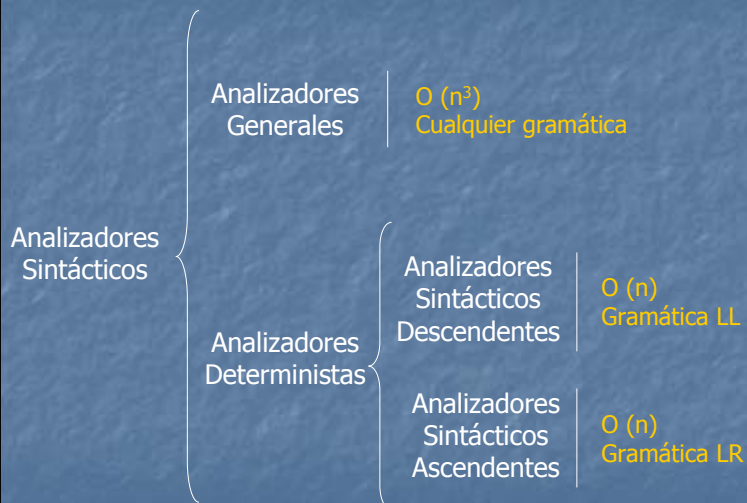 Analizadores
Sintácticos
Analizadores
Generales
O (n³)
Cualquier gramática
Analizadores
Deterministas
Analizadores
Sintácticos
Descendentes
O (n)
Gramática LL
Analizadores
Sintácticos
Ascendentes
O (n)
Gramática LR